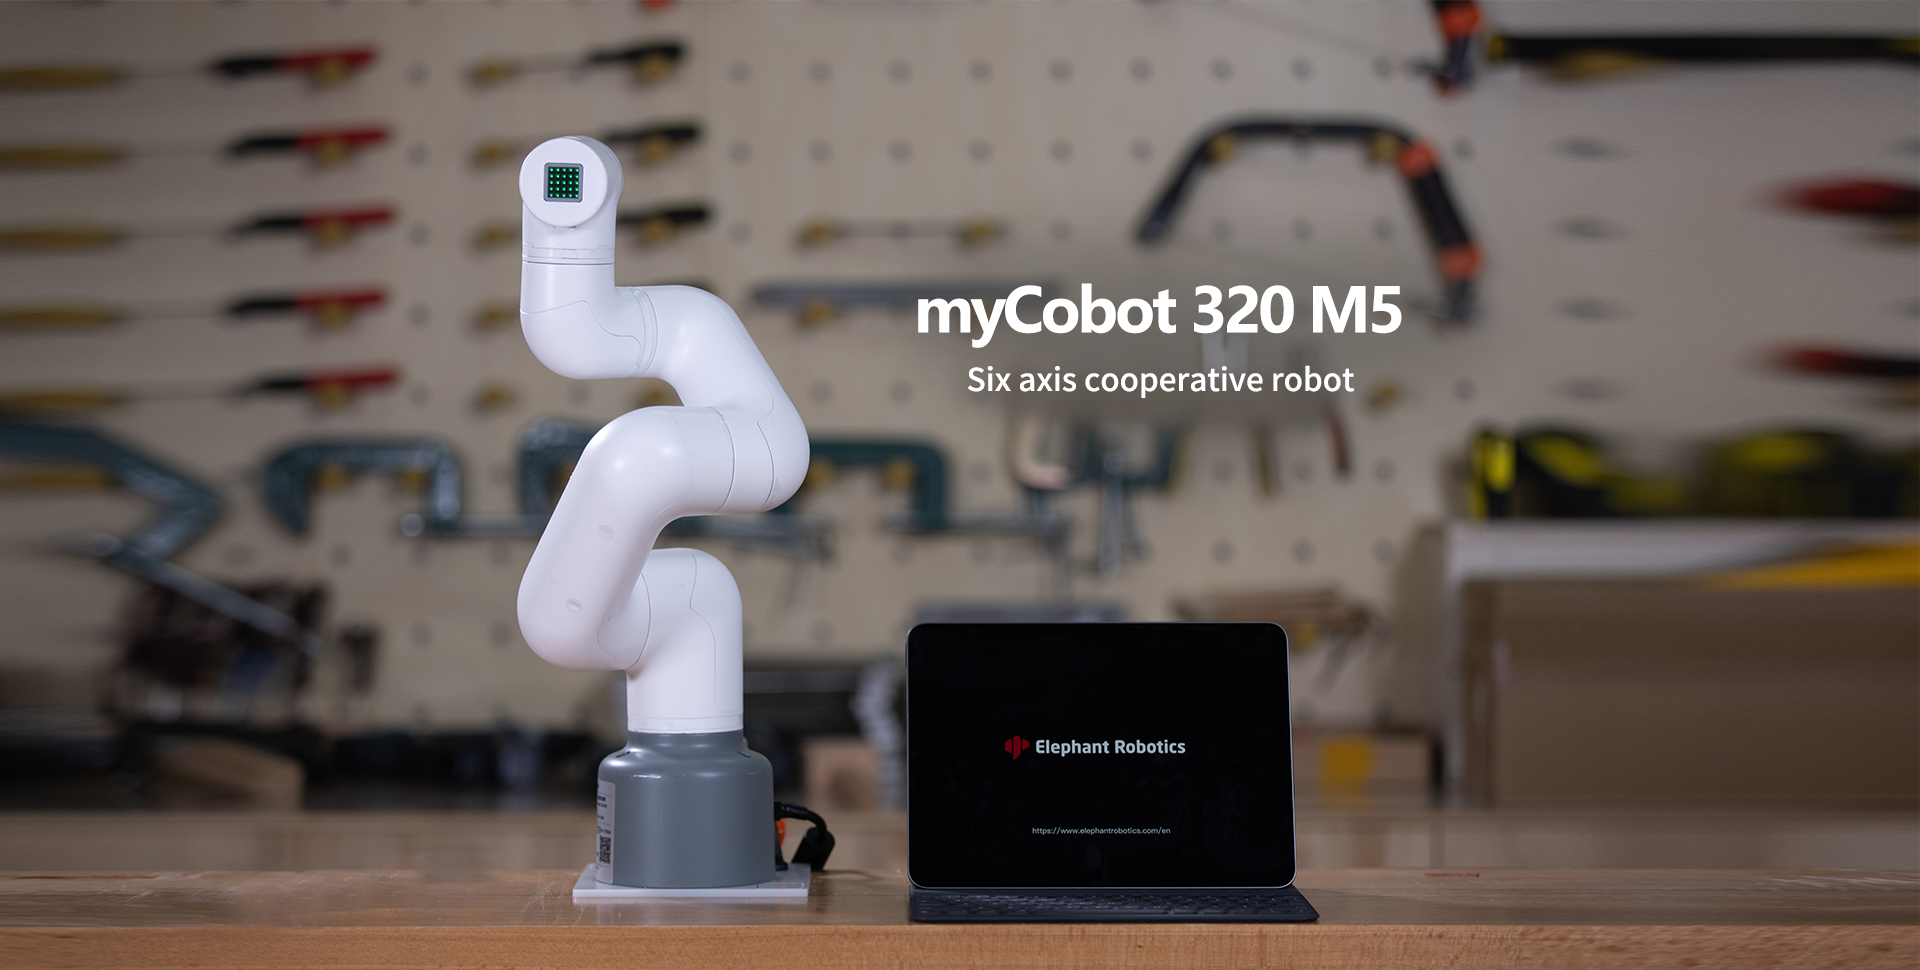 myCobot 320 M5
Six axis cooperative robot
Elephant Robotics
https://www.elephantrobotics.com/en